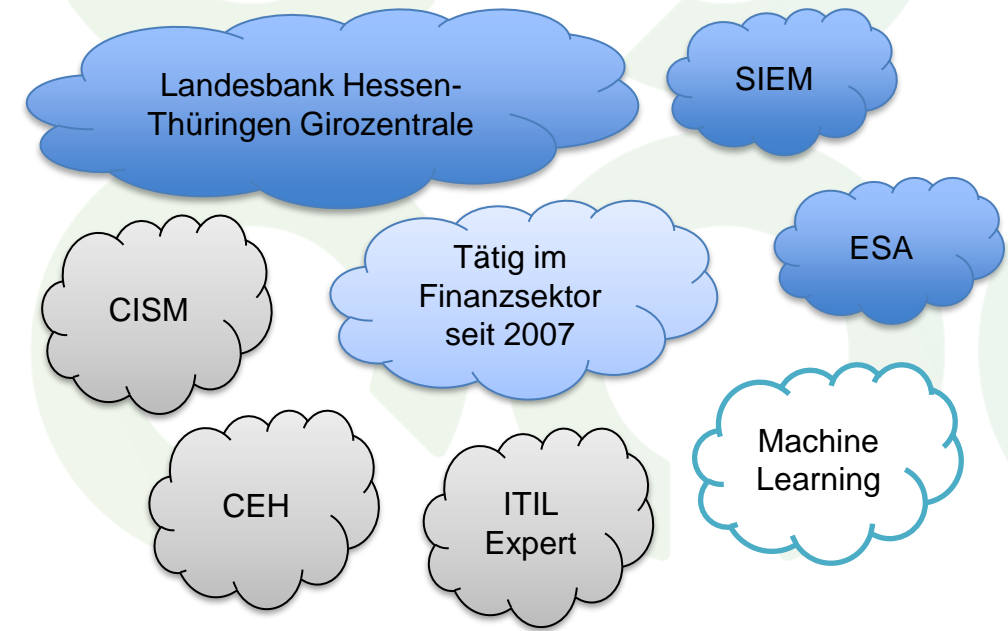 Landesbank Hessen-
Thüringen Girozentrale
SIEM
Tätig im
Finanzsektor
seit 2007
ESA
CISM
Machine
Learning
CEH
ITIL
Expert